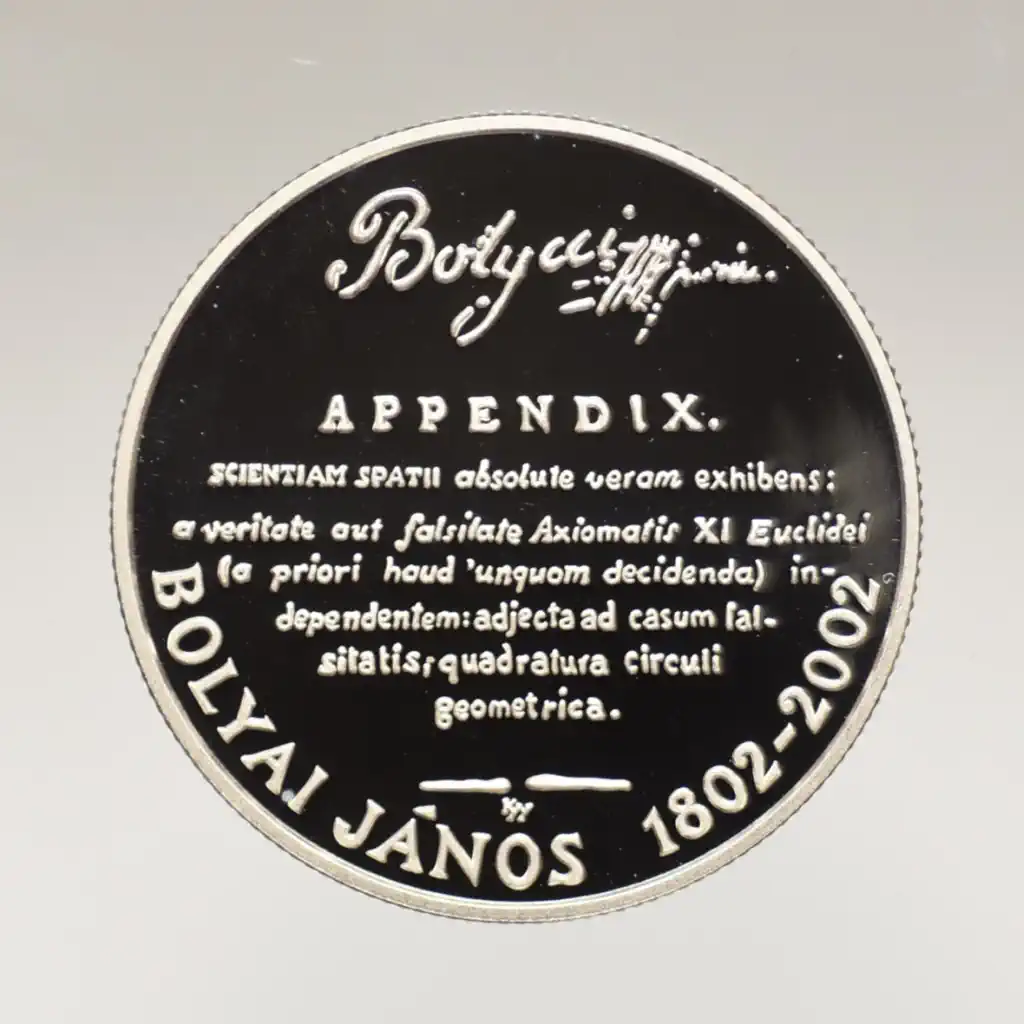 Bolyai
APPENDIX.
SCIENTIAM SPATII absolute veram exhibens:
a veritate aut falsitate Axiomatis XI Euclidei
(a priori haud unquam decidenda) in-
dependentem: adjecta ad casum fal-
sitatis, quadratura circuli
geometrica.
BOLYAI JÁNOS 1802-2002